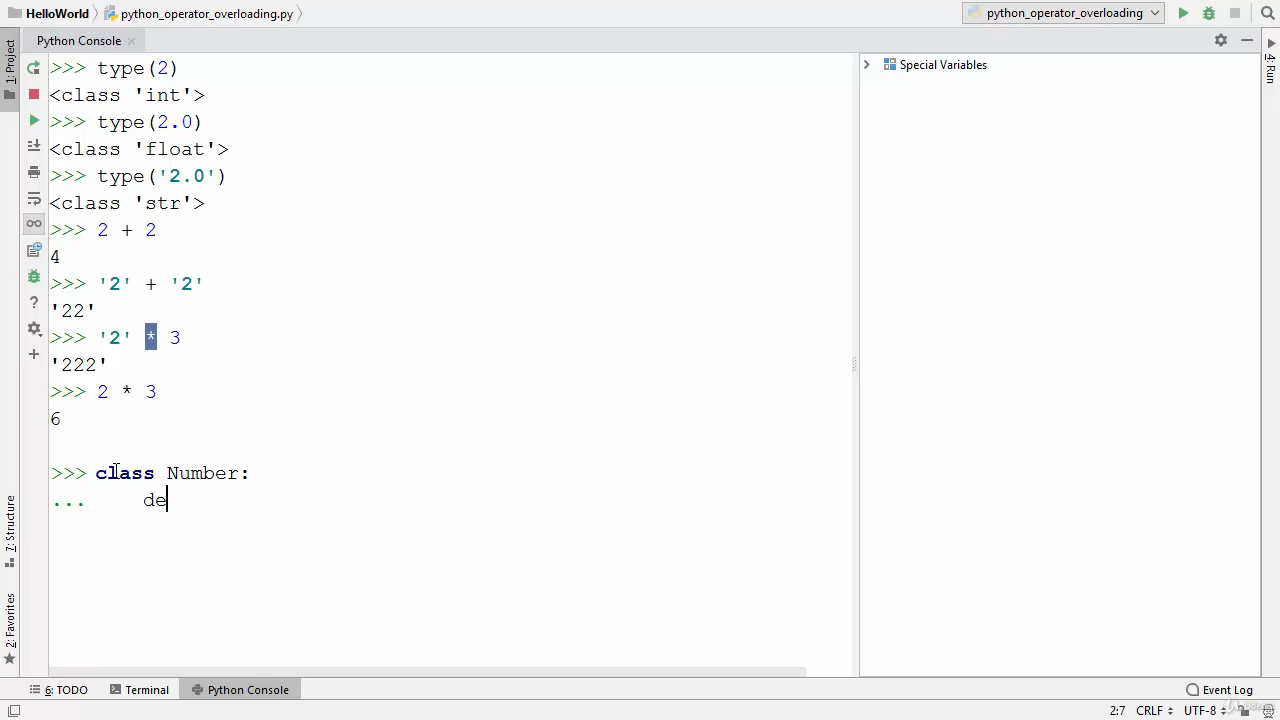 HelloWorld python_operator_overloading.py python_operator_overloading
Python Console
1: Project
>>> type(2)
<class 'int'>
>>> type(2.0)
<class 'float'>
>>> type('2.0')
<class 'str'>
>>> 2 + 2
4
>>> '2' + '2'
'22'
>>> '2' * 3
'222'
>>> 2 * 3
6
>>> class Number:
... de
Special Variables
4: Run
7: Structure
2: Favorites
6: TODO Terminal Python Console Event Log
2:7 CRLF UTF-8